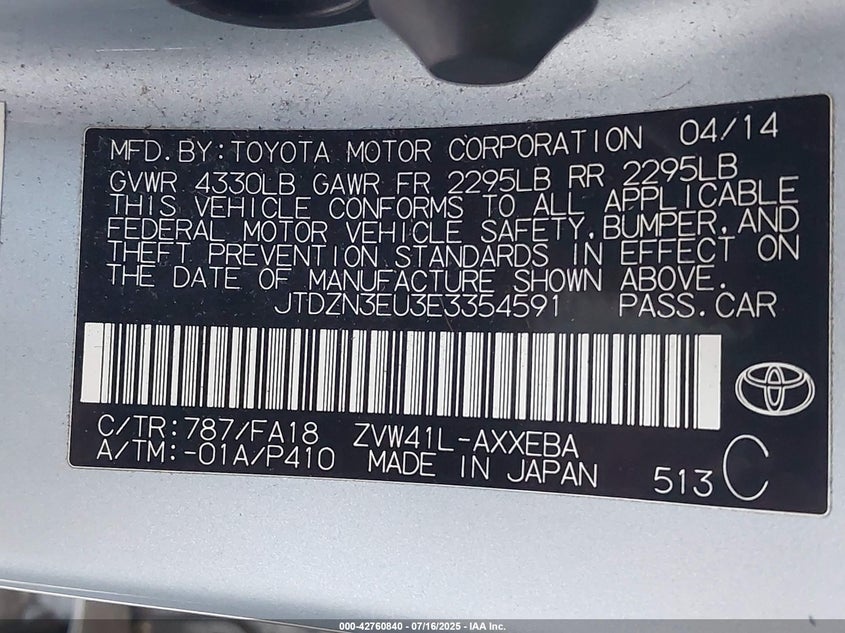 MFD.BY:TOYOTA MOTOR CORPORATION 04/14
GVWR 4330LB GAWR FR 2295LB RR 2295LB
THIS VEHICLE CONFORMS TO ALL APPLICABLE
FEDERAL MOTOR VEHICLE SAFETY,BUMPER,AND
THEFT PREVENTION STANDARDS IN EFFECT ON
THE DATE OF MANUFACTURE SHOWN ABOVE.
JTDZN3EU3E3354591 PASS.CAR
C/TR:787/FA18 ZVW41L-AXXEBA
A/TM:-01A/P410 MADE IN JAPAN 513 C
000-42760840 - 07/16/2025 - IAA Inc.